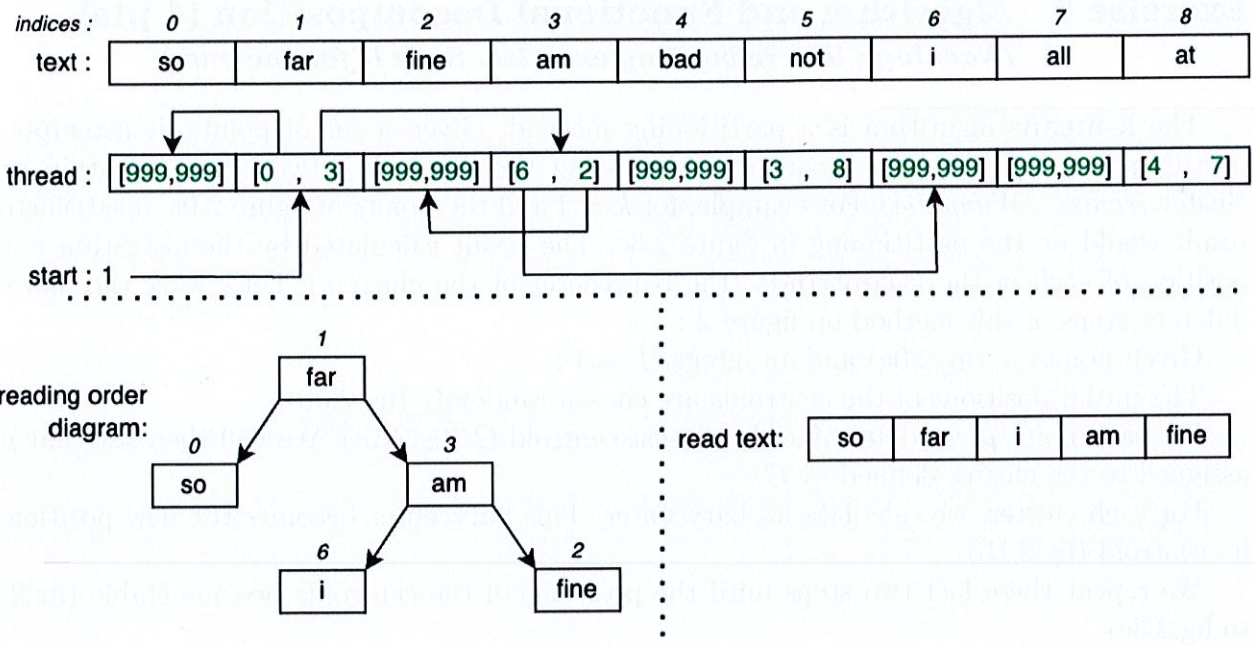 indices : 0 1 2 3 4 5 6 7 8
text : so far fine am bad not i all at
thread : [999,999] [0 , 3] [999,999] [6 , 2] [999,999] [3 , 8] [999,999] [999,999] [4 , 7]
start : 1
1
far
reading order
diagram:
0 3
so am
read text: so far i am fine
6 2
fine